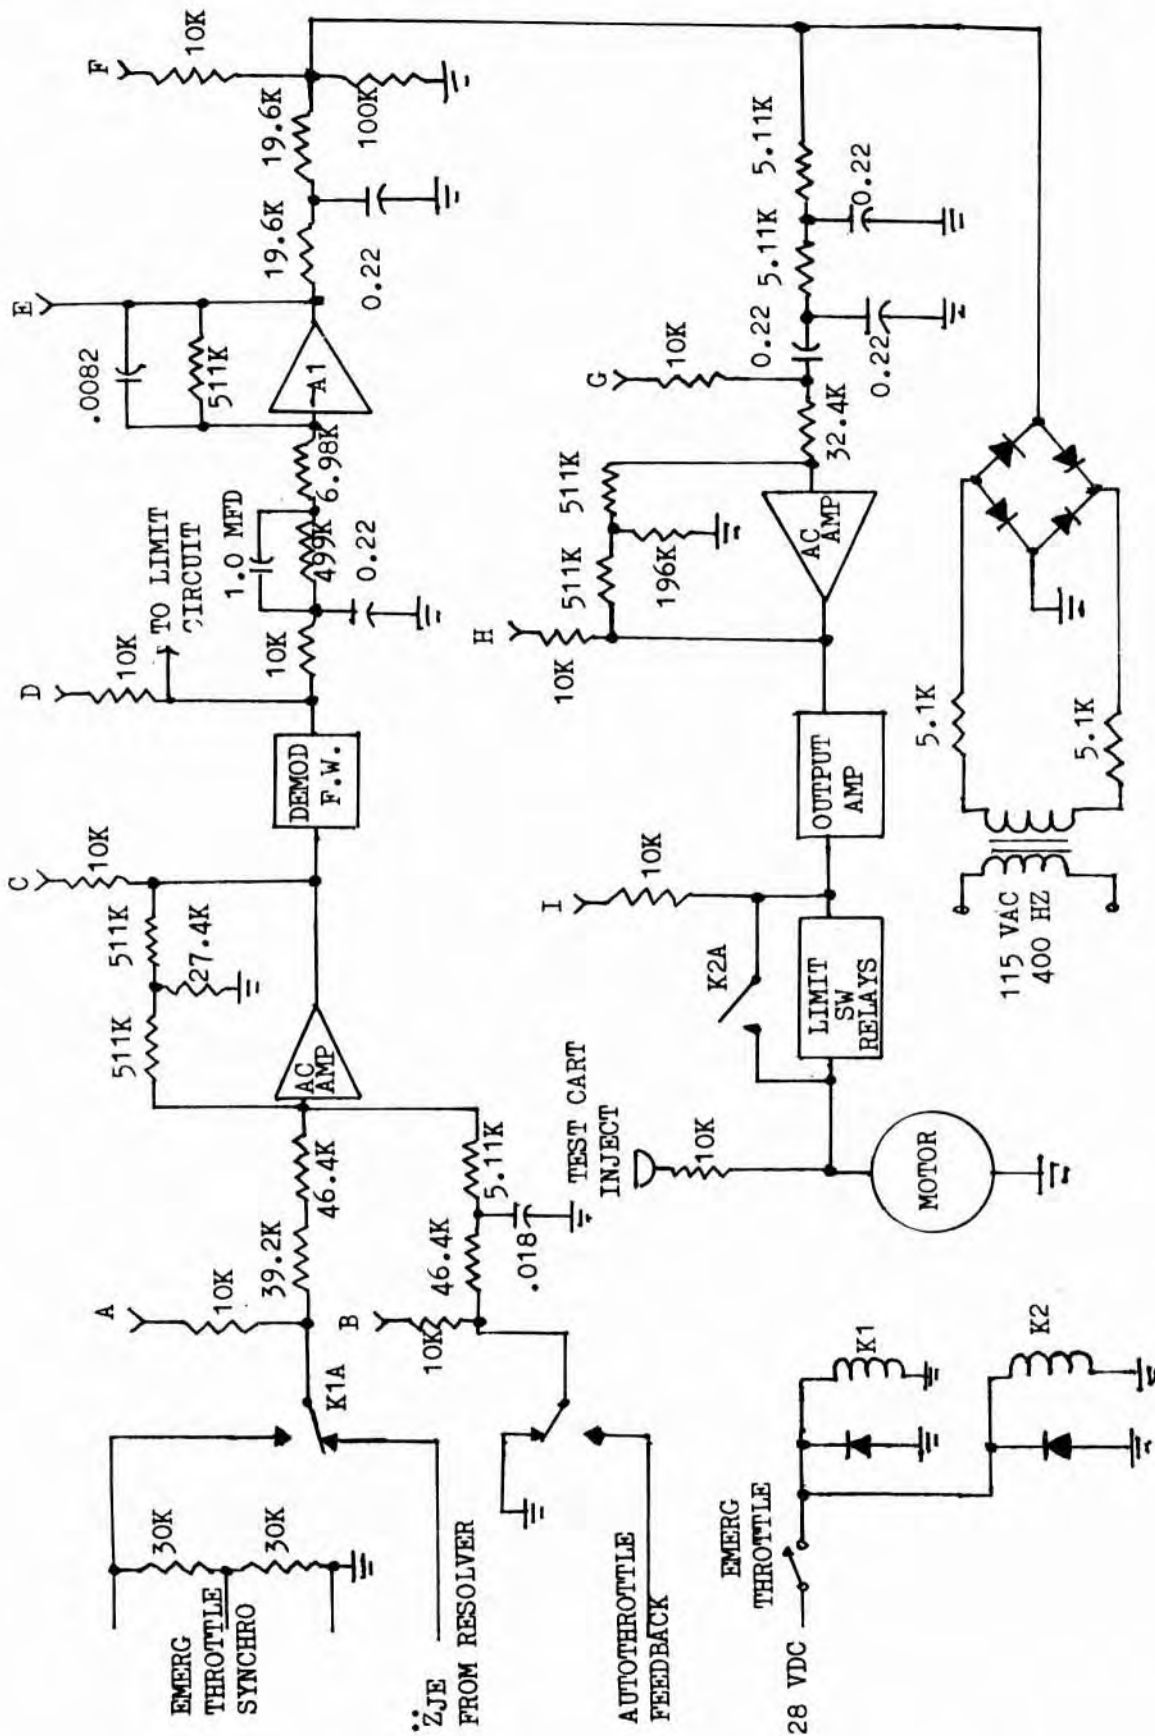 EMERG
THROTTLE
SYNCHRO
30K
30K
Z̈JE
FROM RESOLVER
AUTOTHROTTLE
FEEDBACK
K1A
A
10K
39.2K
46.4K
B
10K
46.4K
5.11K
.018
511K
27.4K
511K
AC
AMP
C
10K
DEMOD
F.W.
D
10K
TO LIMIT
CIRCUIT
10K
1.0 MFD
499K
0.22
6.98K
-A1
.0082
511K
E
19.6K
0.22
19.6K
F
10K
100K
28 VDC
EMERG
THROTTLE
K1
K2
TEST CART
INJECT
10K
MOTOR
K2A
LIMIT
SW
RELAYS
I
10K
OUTPUT
AMP
H
10K
511K
196K
511K
AC
AMP
32.4K
G
10K
0.22
0.22
5.11K
0.22
5.11K
115 VAC
400 HZ
5.1K
5.1K